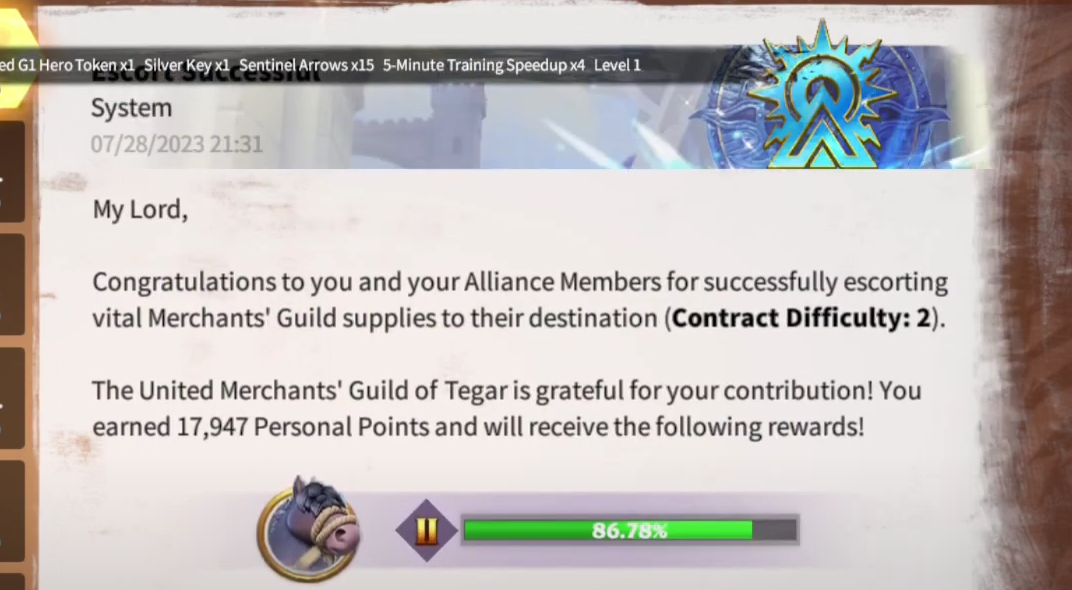 ed G1 Hero Token x1 Silver Key x1 Sentinel Arrows x15 5-Minute Training Speedup x4 Level 1
Escort Successful
System
07/28/2023 21:31
My Lord,
Congratulations to you and your Alliance Members for successfully escorting
vital Merchants' Guild supplies to their destination (Contract Difficulty: 2).
The United Merchants' Guild of Tegar is grateful for your contribution! You
earned 17,947 Personal Points and will receive the following rewards!
II 86.78%